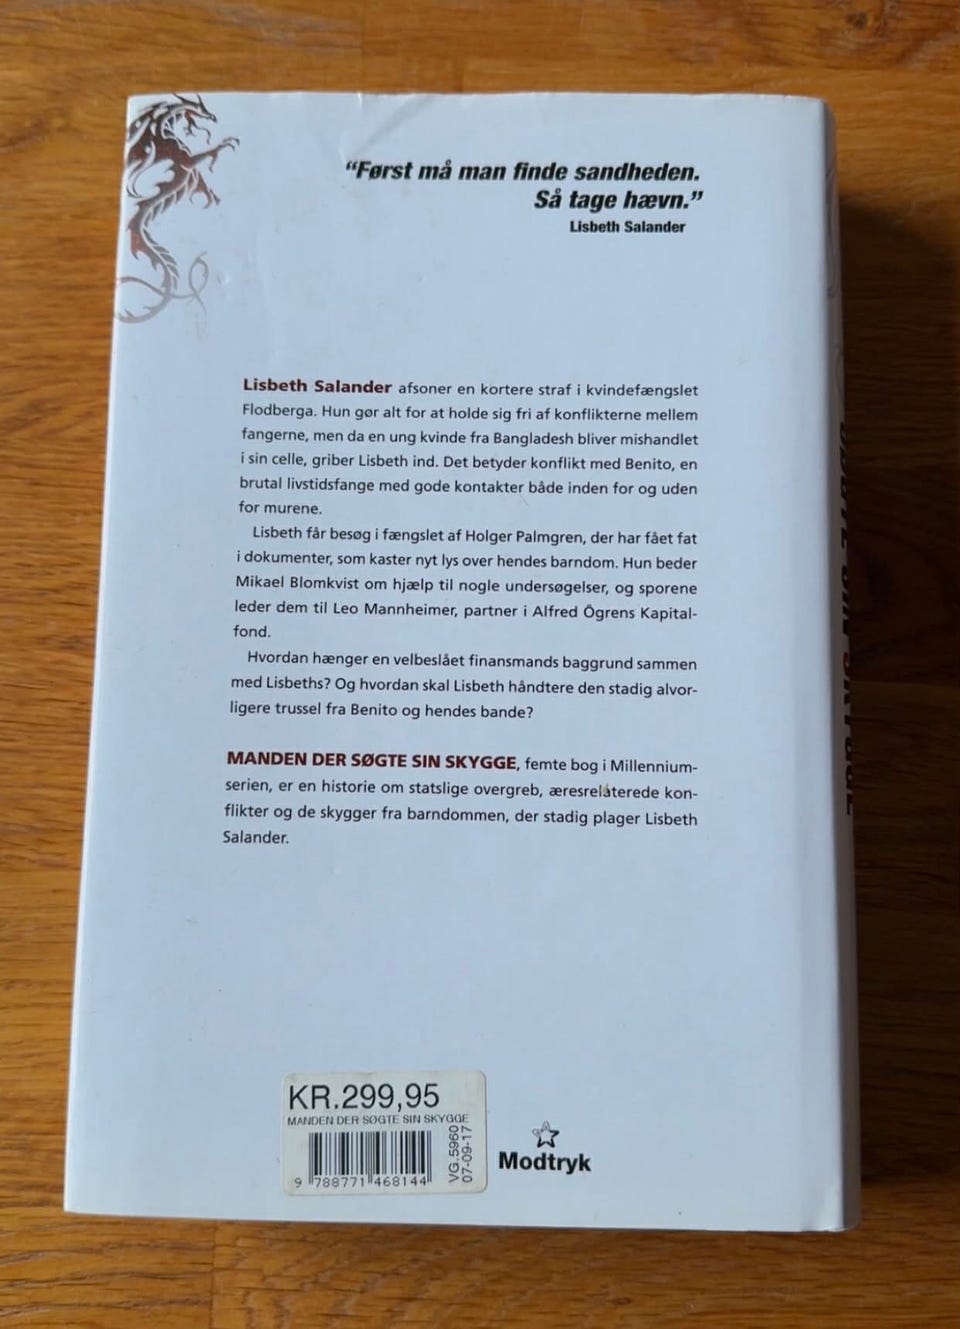 “Først må man finde sandheden.
Så tage hævn.”
Lisbeth Salander
Lisbeth Salander afsoner en kortere straf i kvindefængslet
Flodberga. Hun gør alt for at holde sig fri af konflikterne mellem
fangerne, men da en ung kvinde fra Bangladesh bliver mishandlet
i sin celle, griber Lisbeth ind. Det betyder konflikt med Benito, en
brutal livstidsfange med gode kontakter både inden for og uden
for murene.
Lisbeth får besøg i fængslet af Holger Palmgren, der har fået fat
i dokumenter, som kaster nyt lys over hendes barndom. Hun beder
Mikael Blomkvist om hjælp til nogle undersøgelser, og sporene
leder dem til Leo Mannheimer, partner i Alfred Ögrens Kapital-
fond.
Hvordan hænger en velbeslået finansmands baggrund sammen
med Lisbeths? Og hvordan skal Lisbeth håndtere den stadig alvor-
ligere trussel fra Benito og hendes bande?
MANDEN DER SØGTE SIN SKYGGE, femte bog i Millennium-
serien, er en historie om statslige overgreb, æresrelaterede kon-
flikter og de skygger fra barndommen, der stadig plager Lisbeth
Salander.
KR.299,95
MANDEN DER SØGTE SIN SKYGGE
9 788771 468144
VG.5960
07-09-17
Modtryk